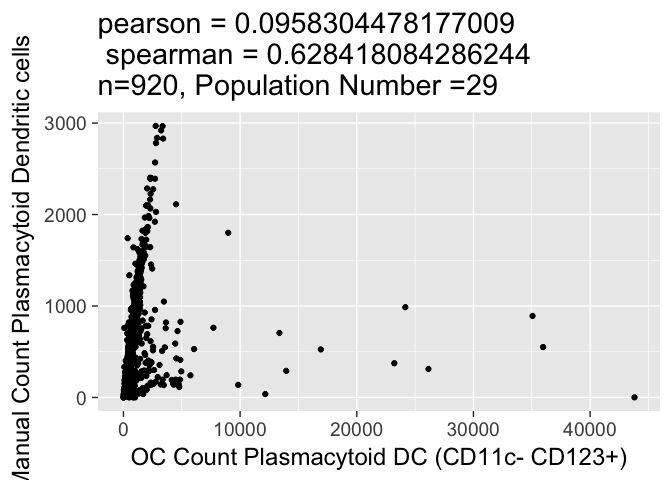 pearson = 0.0958304478177009
spearman = 0.628418084286244
n=920, Population Number =29
Manual Count Plasmacytoid Dendritic cells
3000
2000
1000
0
0 10000 20000 30000 40000
OC Count Plasmacytoid DC (CD11c- CD123+)